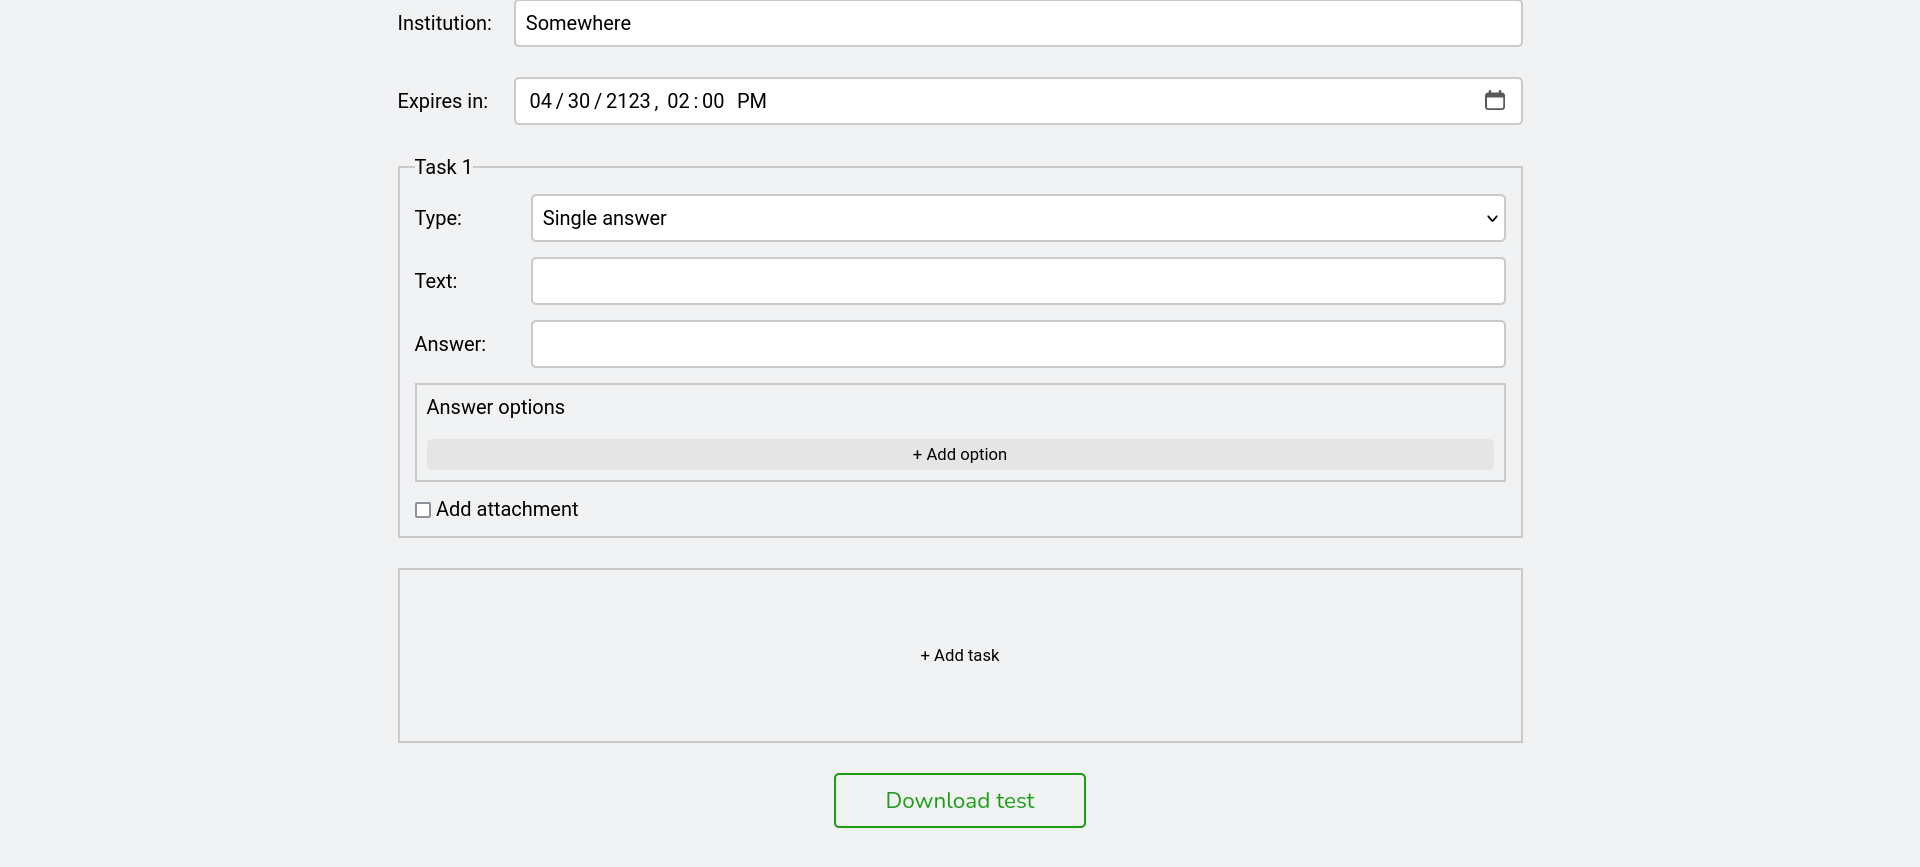 Institution: Somewhere
Expires in: 04/30/2123, 02:00 PM
Task 1
Type: Single answer
Text:
Answer:
Answer options
+ Add option
Add attachment
+ Add task
Download test